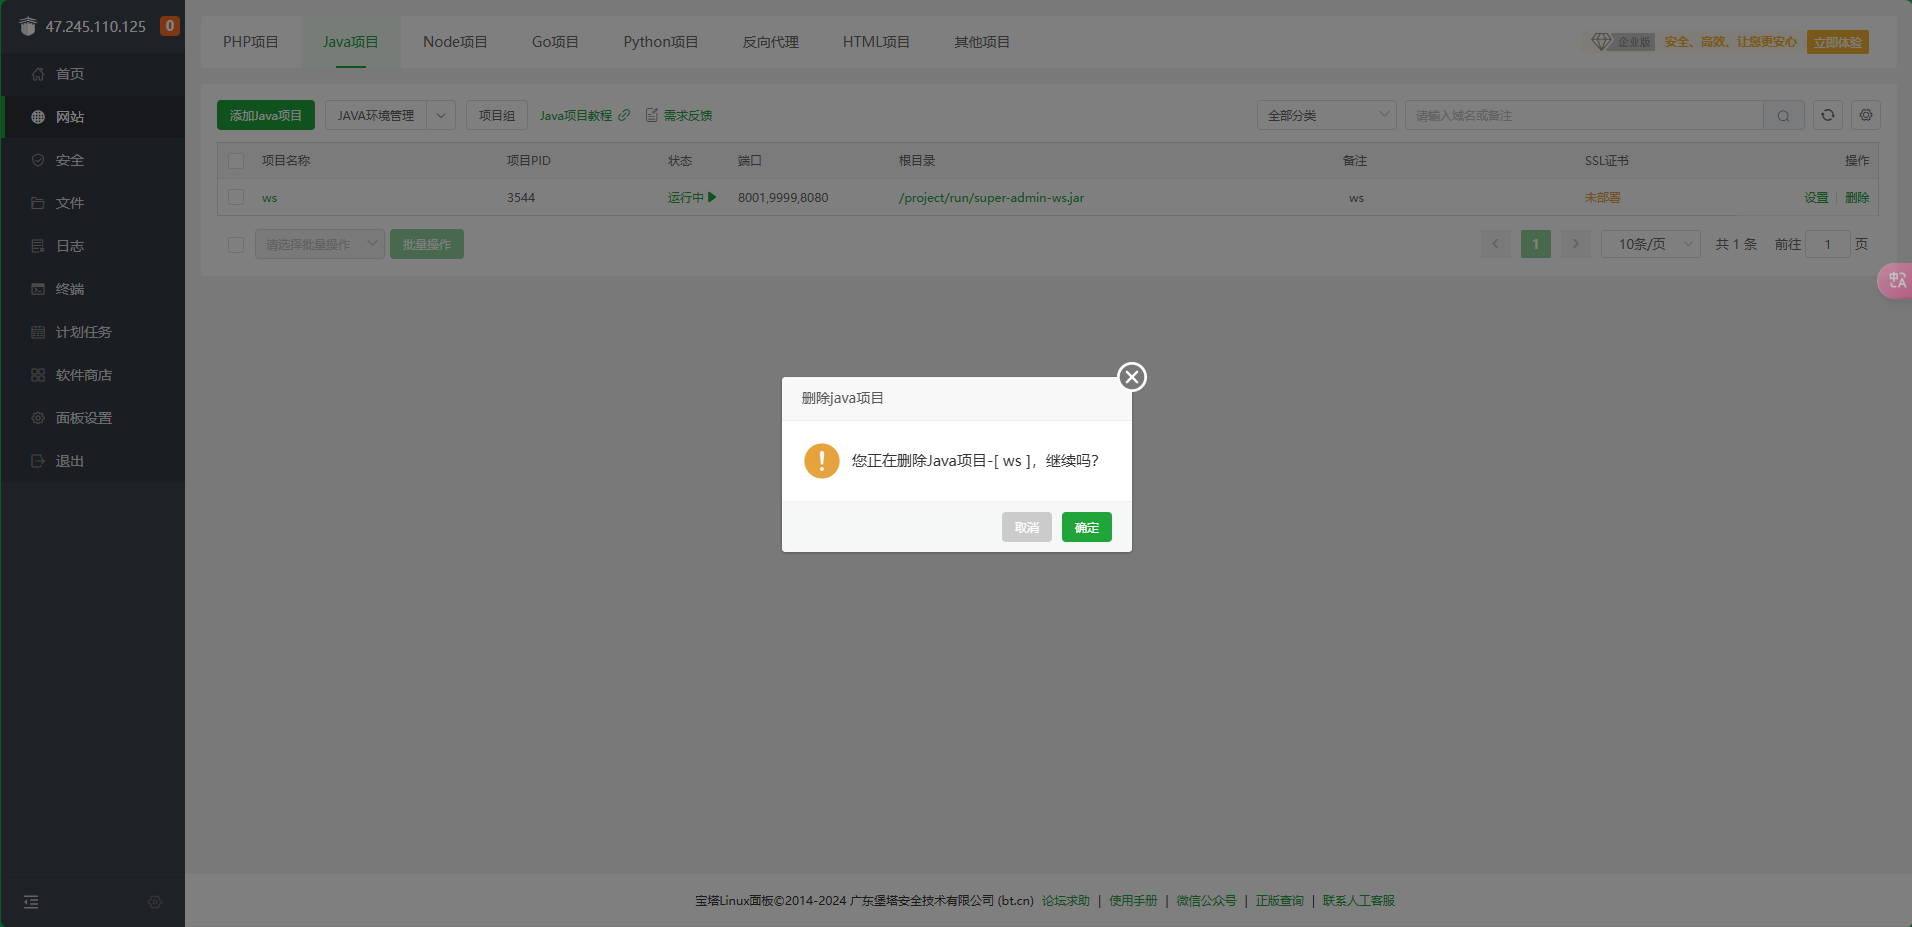 47.245.110.125 0
首页
网站
安全
文件
日志
终端
计划任务
软件商店
面板设置
退出
PHP项目 Java项目 Node项目 Go项目 Python项目 反向代理 HTML项目 其他项目
企业版 安全、高效、让您更安心 立即体验
添加Java项目 JAVA环境管理 项目组 Java项目教程 需求反馈 全部分类 请输入域名或备注
项目名称 项目PID 状态 端口 根目录 备注 SSL证书 操作
ws 3544 运行中 8001,9999,8080 /project/run/super-admin-ws.jar ws 未部署 设置 | 删除
请选择批量操作 批量操作 1 10条/页 共 1 条 前往 1 页
中A
删除java项目
您正在删除Java项目-[ ws ]，继续吗？
取消 确定
宝塔Linux面板©2014-2024 广东堡塔安全技术有限公司 (bt.cn) 论坛求助 | 使用手册 | 微信公众号 | 正版查询 | 联系人工客服